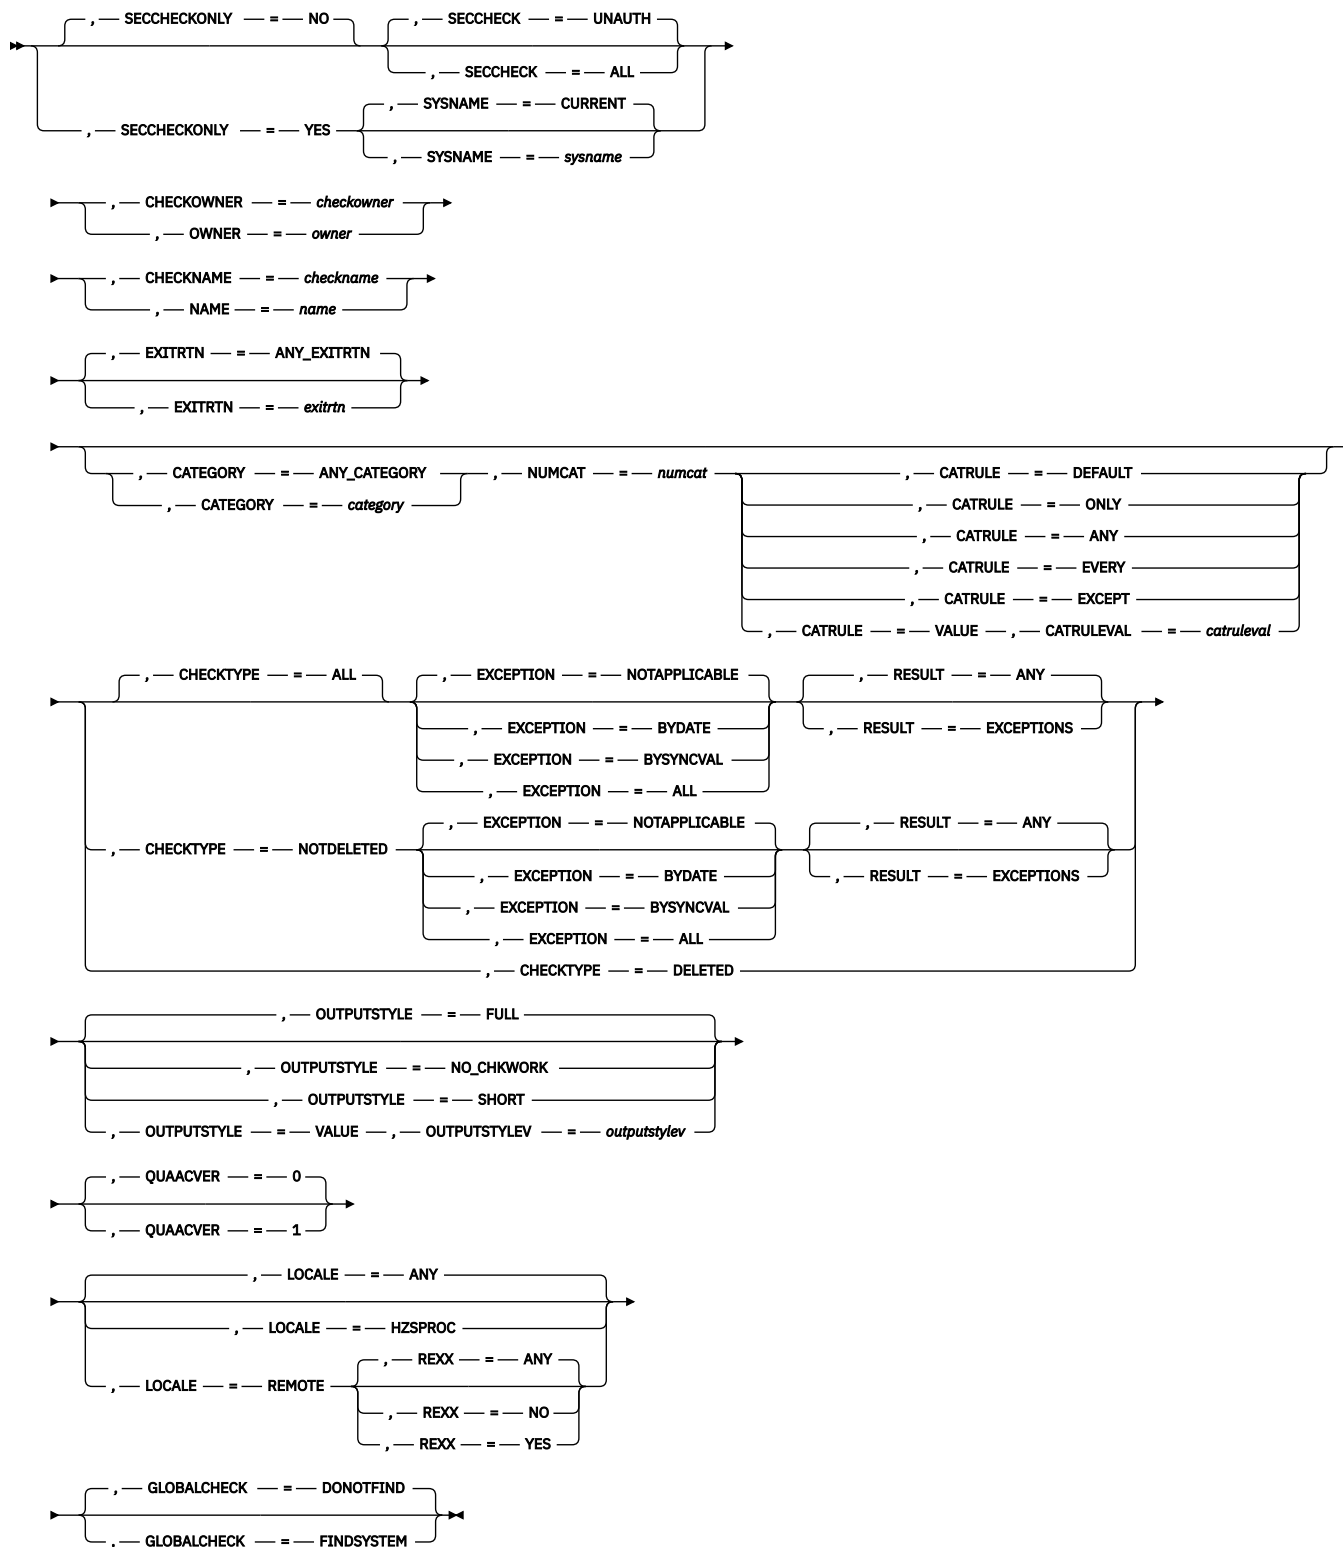 , SECCHECKONLY = NO , SECCHECK = UNAUTH
, SECCHECK = ALL
, SYSNAME = CURRENT
, SECCHECKONLY = YES
, SYSNAME = sysname
, CHECKOWNER = checkowner
, OWNER = owner
, CHECKNAME = checkname
, NAME = name
, EXITRTN = ANY_EXITRTN
, EXITRTN = exitrtn
, CATEGORY = ANY_CATEGORY , NUMCAT = numcat , CATRULE = DEFAULT
, CATEGORY = category , CATRULE = ONLY
, CATRULE = ANY
, CATRULE = EVERY
, CATRULE = EXCEPT
, CATRULE = VALUE , CATRULEVAL = catruleval
, CHECKTYPE = ALL , EXCEPTION = NOTAPPLICABLE , RESULT = ANY
, EXCEPTION = BYDATE , RESULT = EXCEPTIONS
, EXCEPTION = BYSYNCVAL
, EXCEPTION = ALL
, EXCEPTION = NOTAPPLICABLE , RESULT = ANY
, CHECKTYPE = NOTDELETED
, EXCEPTION = BYDATE , RESULT = EXCEPTIONS
, EXCEPTION = BYSYNCVAL
, EXCEPTION = ALL
, CHECKTYPE = DELETED
, OUTPUTSTYLE = FULL
, OUTPUTSTYLE = NO_CHKWORK
, OUTPUTSTYLE = SHORT
, OUTPUTSTYLE = VALUE , OUTPUTSTYLEV = outputstylev
, QUAACVER = 0
, QUAACVER = 1
, LOCALE = ANY
, LOCALE = HZSPROC
, REXX = ANY
, LOCALE = REMOTE
, REXX = NO
, REXX = YES
, GLOBALCHECK = DONOTFIND
, GLOBALCHECK = FINDSYSTEM